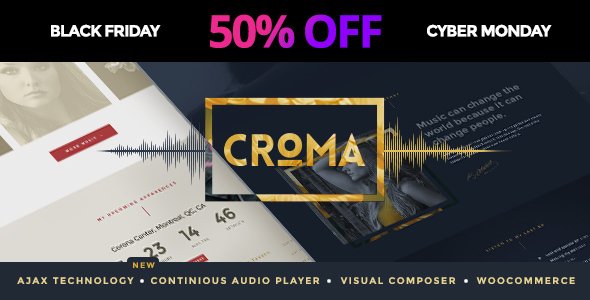 BLACK FRIDAY
50% OFF
CYBER MONDAY
Music can change the
world because it can
change people.
CROMA
MY UPCOMING APPEARENCES
Corona Center, Montreal, QC, CA
23 14 46
NEW
AJAX TECHNOLOGY • CONTINIOUS AUDIO PLAYER • VISUAL COMPOSER • WOOCOMMERCE